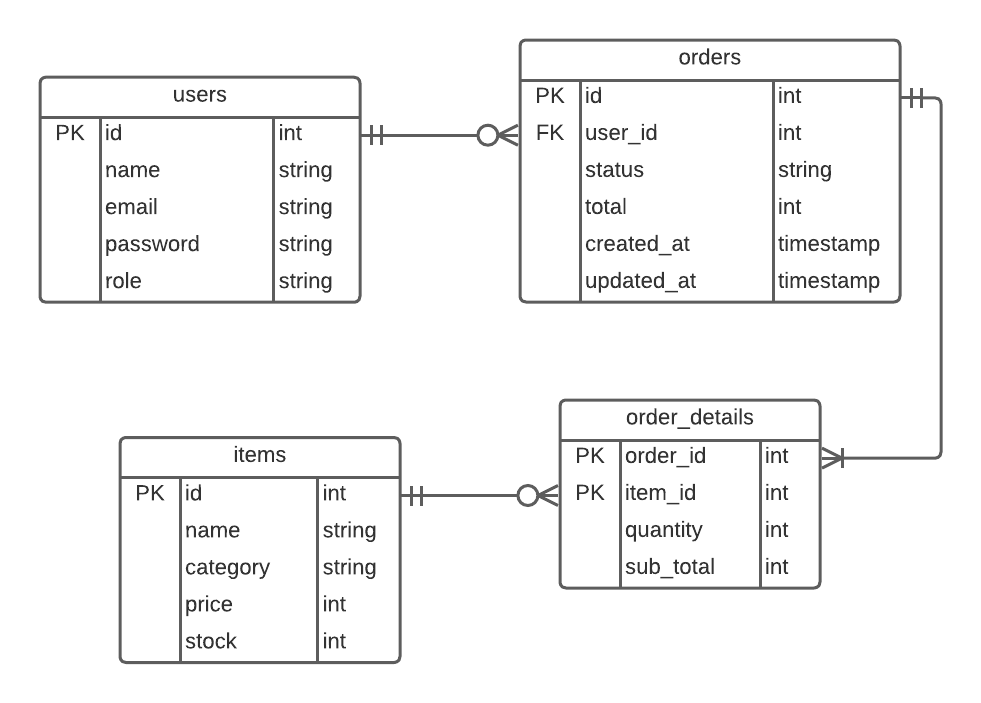 users
PK id int
name string
email string
password string
role string
orders
PK id int
FK user_id int
status string
total int
created_at timestamp
updated_at timestamp
items
PK id int
name string
category string
price int
stock int
order_details
PK order_id int
PK item_id int
quantity int
sub_total int